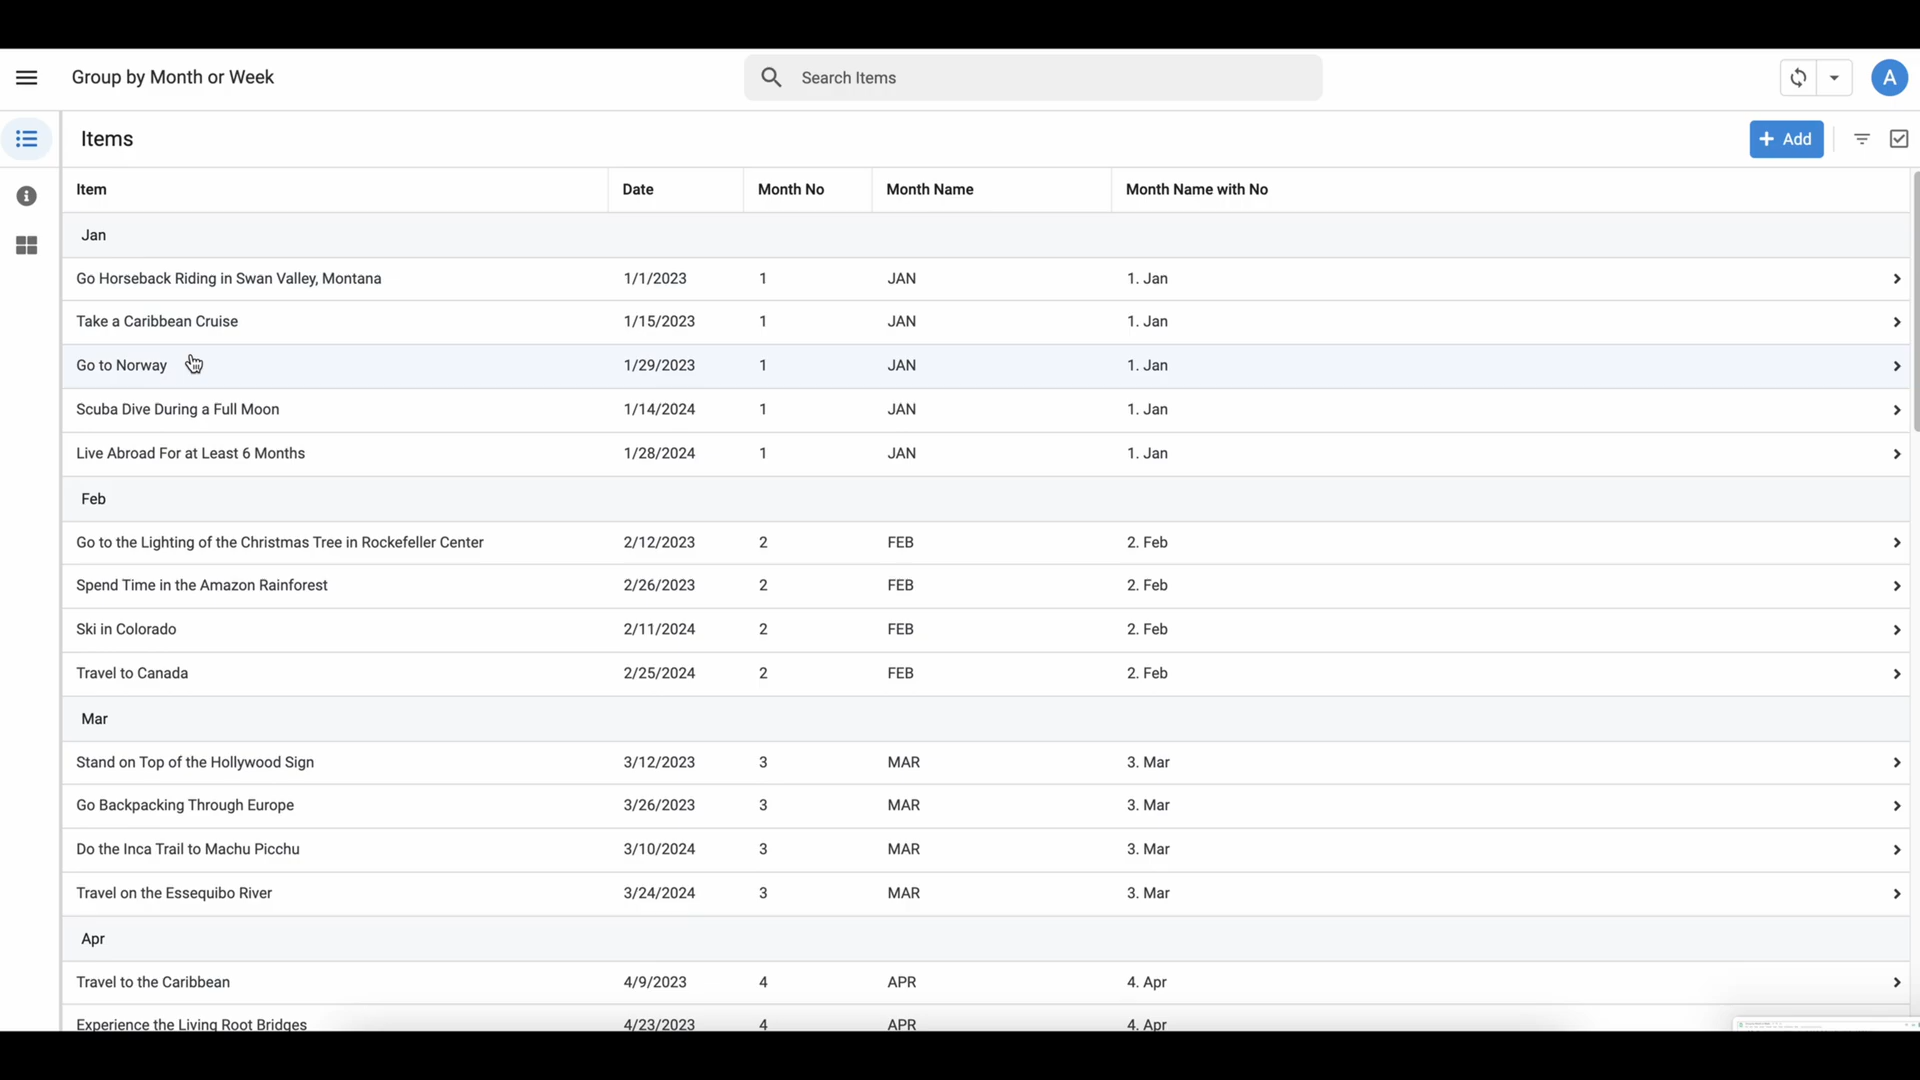 Group by Month or Week
Search Items
A
Items
+ Add
Item Date Month No Month Name Month Name with No
Jan
Go Horseback Riding in Swan Valley, Montana 1/1/2023 1 JAN 1. Jan
Take a Caribbean Cruise 1/15/2023 1 JAN 1. Jan
Go to Norway 1/29/2023 1 JAN 1. Jan
Scuba Dive During a Full Moon 1/14/2024 1 JAN 1. Jan
Live Abroad For at Least 6 Months 1/28/2024 1 JAN 1. Jan
Feb
Go to the Lighting of the Christmas Tree in Rockefeller Center 2/12/2023 2 FEB 2. Feb
Spend Time in the Amazon Rainforest 2/26/2023 2 FEB 2. Feb
Ski in Colorado 2/11/2024 2 FEB 2. Feb
Travel to Canada 2/25/2024 2 FEB 2. Feb
Mar
Stand on Top of the Hollywood Sign 3/12/2023 3 MAR 3. Mar
Go Backpacking Through Europe 3/26/2023 3 MAR 3. Mar
Do the Inca Trail to Machu Picchu 3/10/2024 3 MAR 3. Mar
Travel on the Essequibo River 3/24/2024 3 MAR 3. Mar
Apr
Travel to the Caribbean 4/9/2023 4 APR 4. Apr
Experience the Living Root Bridges 4/23/2023 4 APR 4. Apr